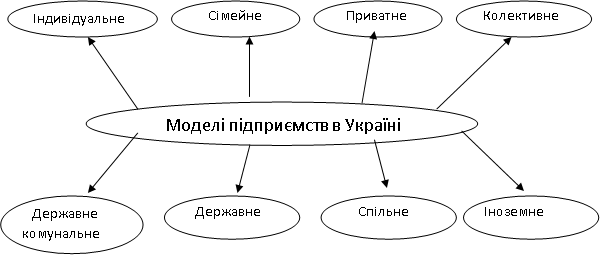 Індивідуальне
Сімейне
Приватне
Колективне
Моделі підприємств в Україні
Державне
комунальне
Державне
Спільне
Іноземне